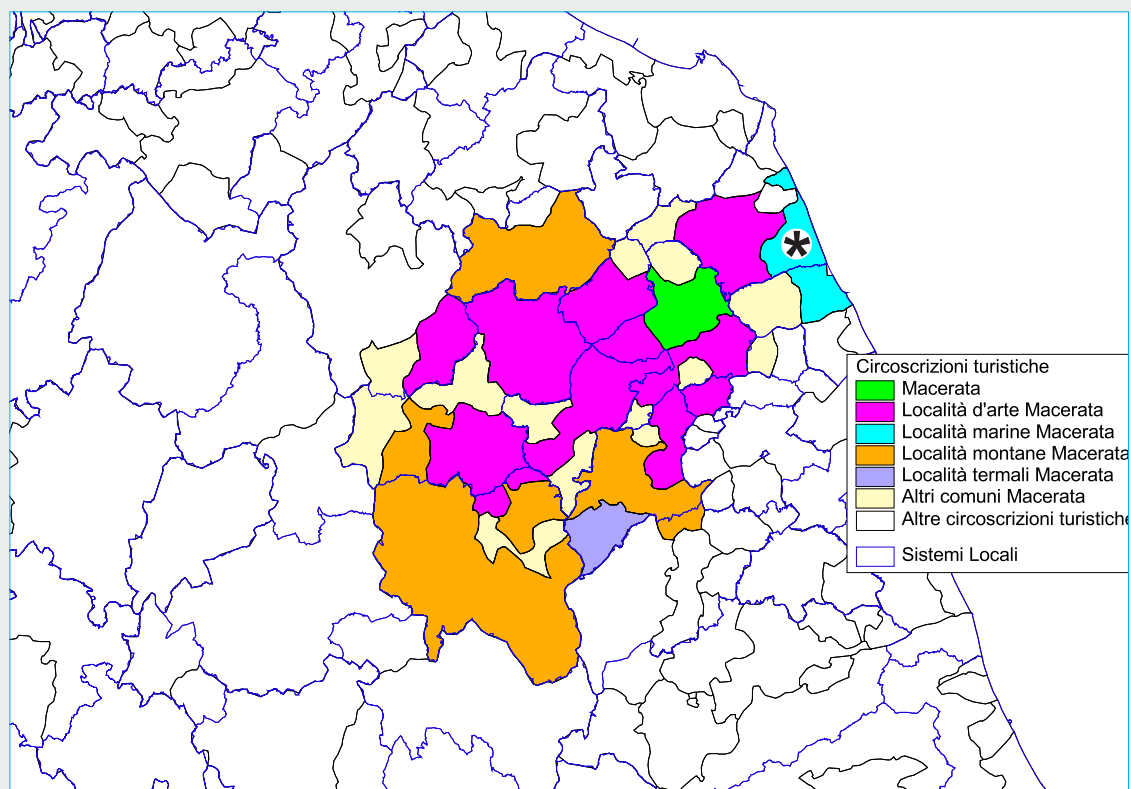 *
Circoscrizioni turistiche
Macerata
Località d'arte Macerata
Località marine Macerata
Località montane Macerata
Località termali Macerata
Altri comuni Macerata
Altre circoscrizioni turistiche
Sistemi Locali